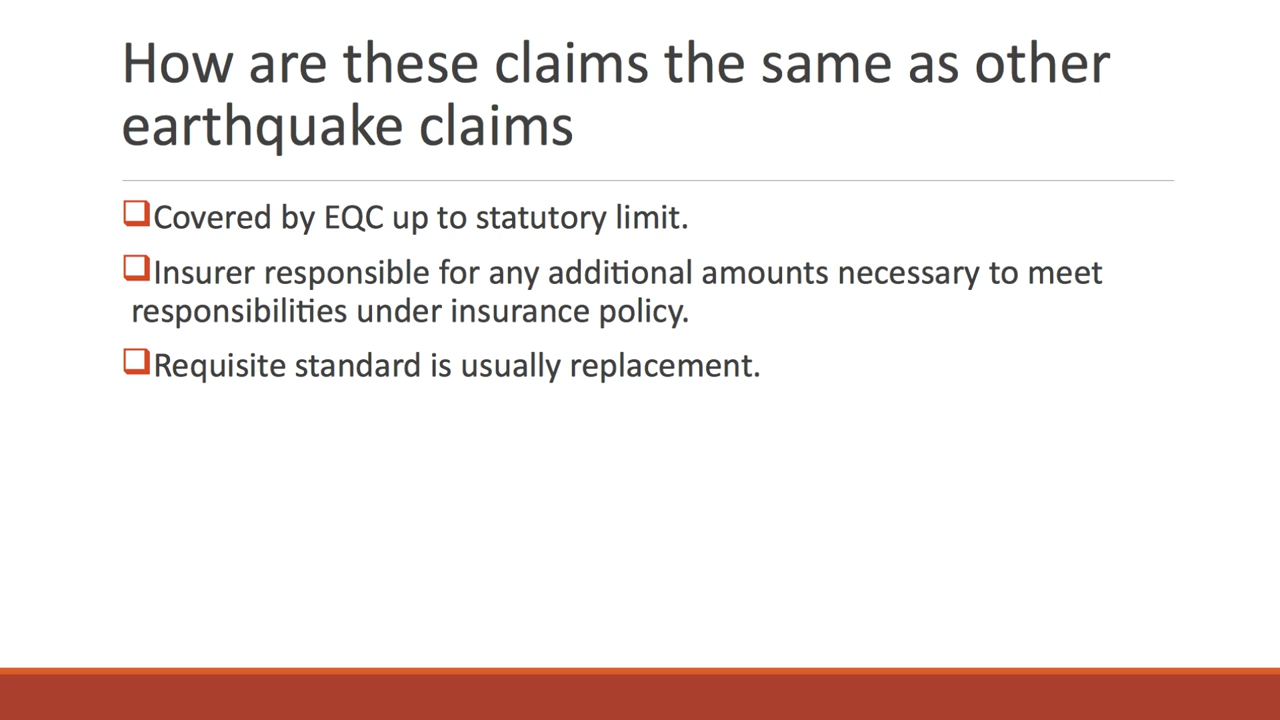 How are these claims the same as other
earthquake claims
Covered by EQC up to statutory limit.
Insurer responsible for any additional amounts necessary to meet
responsibilities under insurance policy.
Requisite standard is usually replacement.